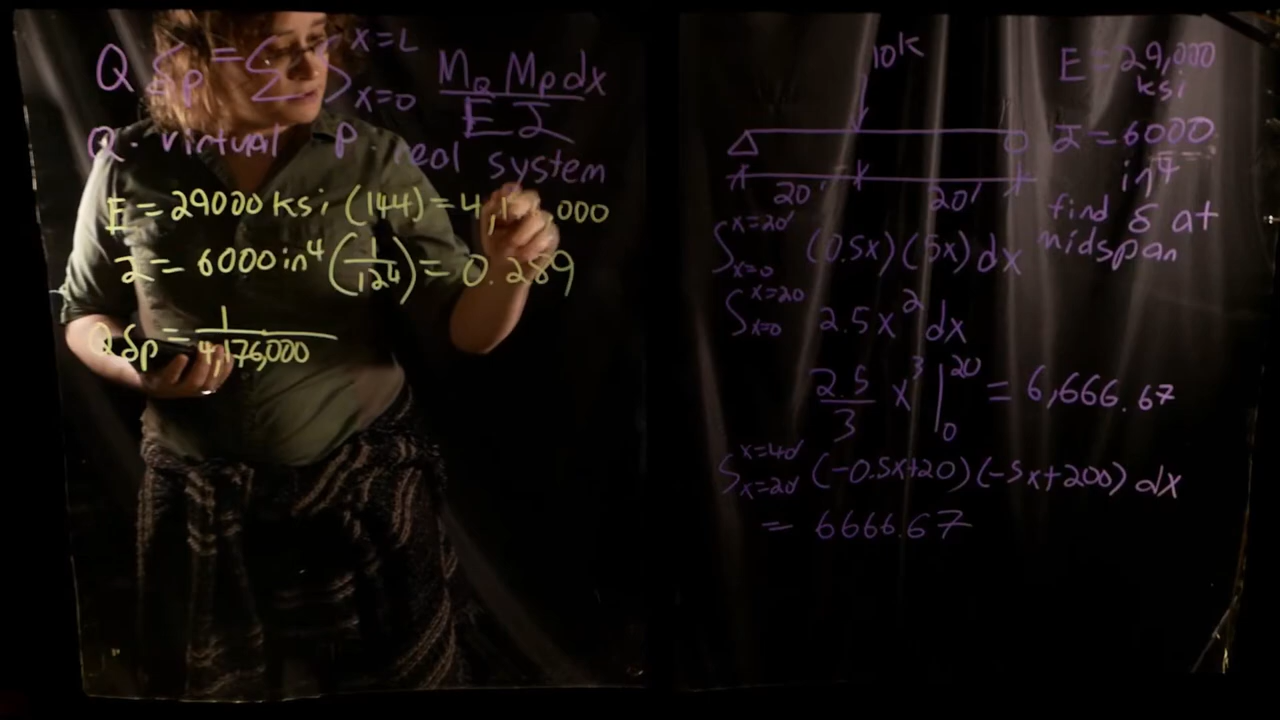 Q δp = Σ ∫ x=L x=0 MQ Mp dx / EI
Q - virtual P - real system
E = 29000 ksi (144) = 4,1 ,000
I = 6000 in⁴ (1/12⁴) = 0.289
Qδp = 1/4,176,000
10k
20' 20'
E = 29,000
ksi
I = 6000
in⁴
find δ at
midspan
∫ x=20' x=0 (0.5x)(5x) dx
∫ x=20 x=0 2.5x² dx
2.5/3 x³ |20 0 = 6,666.67
∫ x=40' x=20' (-0.5x+20)(-5x+200) dx
= 6666.67